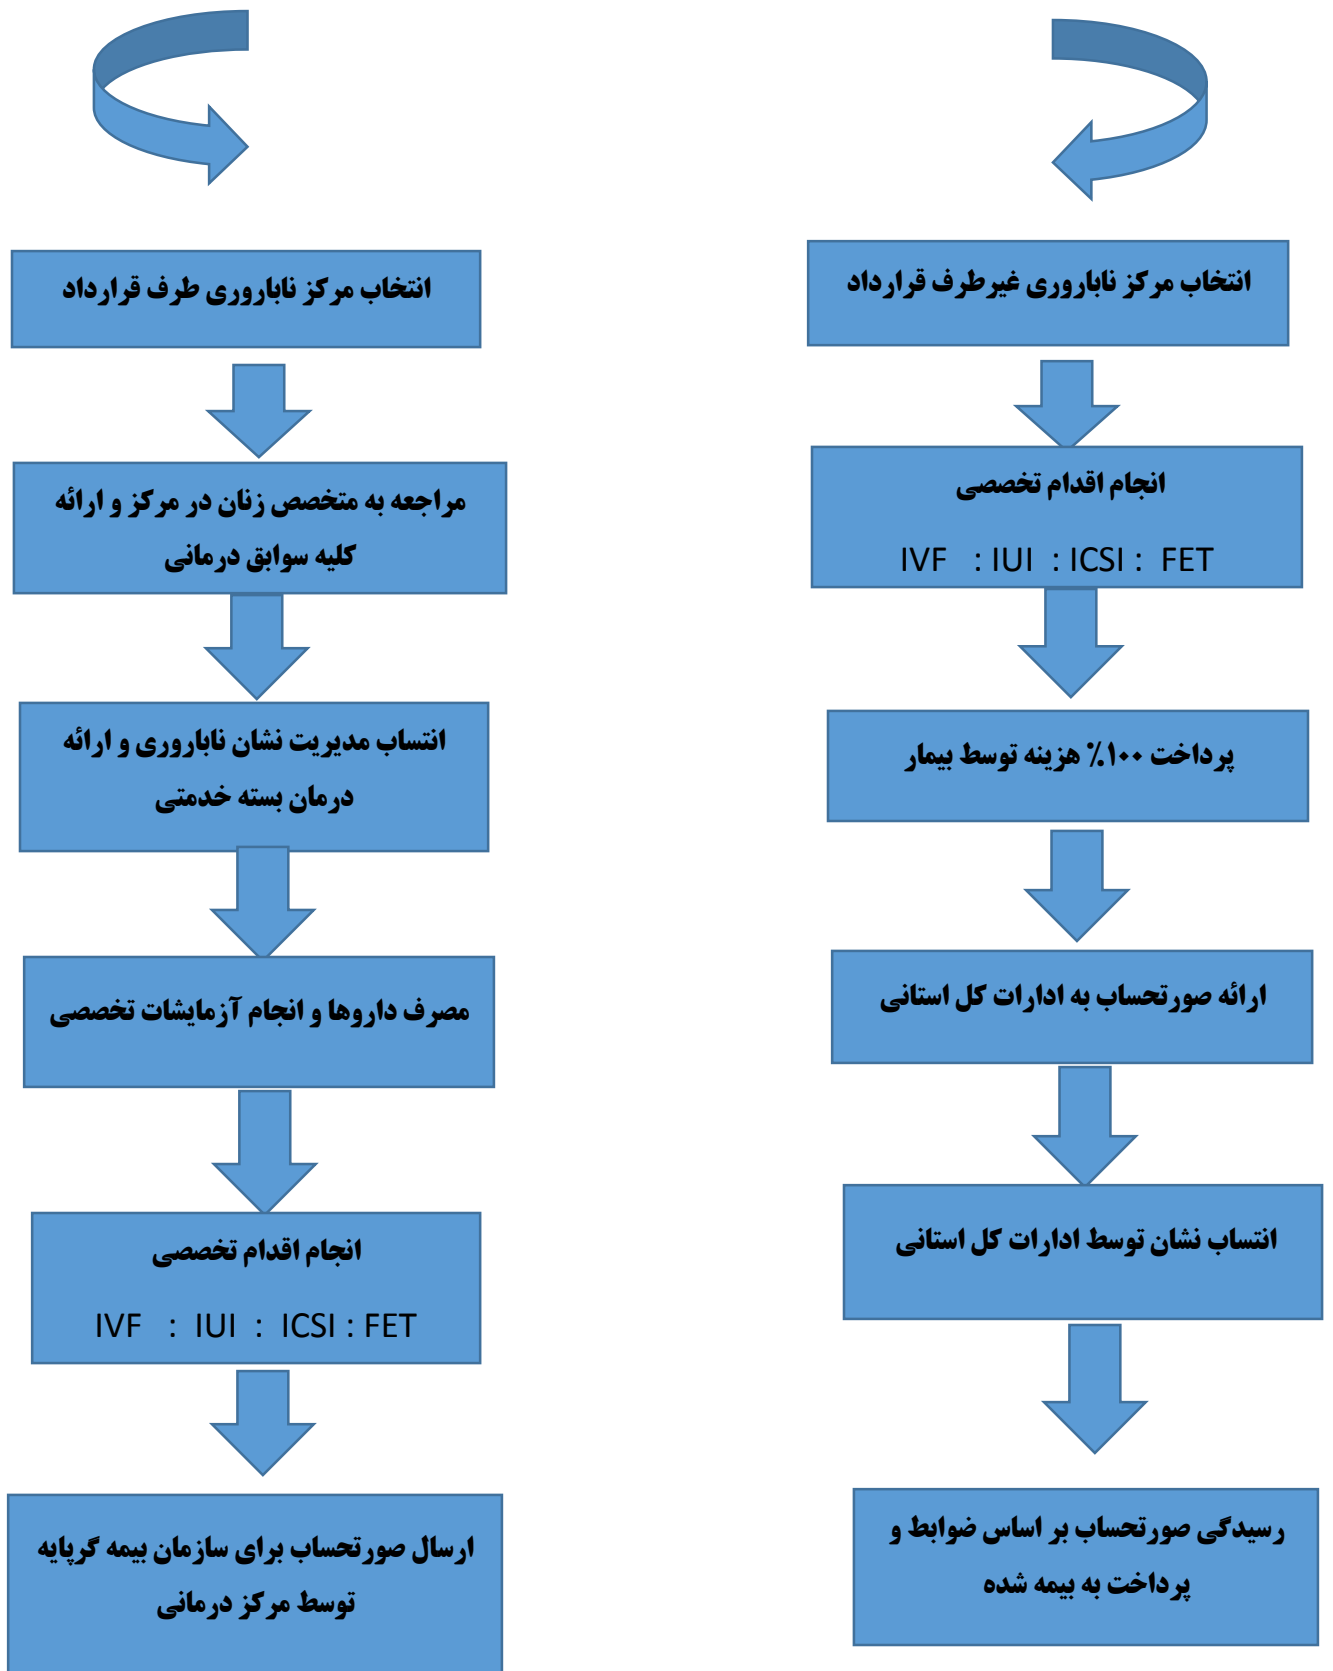 انتخاب مرکز ناباروری غیرطرف قرارداد
انجام اقدام تخصصی
IVF : IUI : ICSI : FET
پرداخت ۱۰۰٪ هزینه توسط بیمار
ارائه صورتحساب به ادارات کل استانی
انتساب نشان توسط ادارات کل استانی
رسیدگی صورتحساب بر اساس ضوابط و
پرداخت به بیمه شده
انتخاب مرکز ناباروری طرف قرارداد
مراجعه به متخصص زنان در مرکز و ارائه
کلیه سوابق درمانی
انتساب مدیریت نشان ناباروری و ارائه
درمان بسته خدمتی
مصرف داروها و انجام آزمایشات تخصصی
انجام اقدام تخصصی
IVF : IUI : ICSI : FET
ارسال صورتحساب برای سازمان بیمه گرپایه
توسط مرکز درمانی